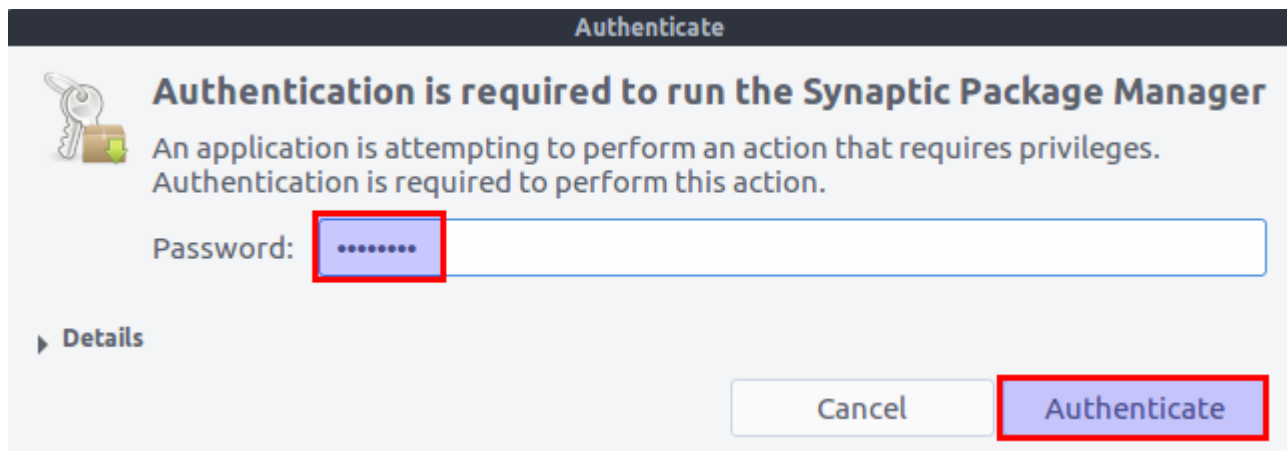 Authenticate
Authentication is required to run the Synaptic Package Manager
An application is attempting to perform an action that requires privileges.
Authentication is required to perform this action.
Password: ••••••••
Details
Cancel Authenticate